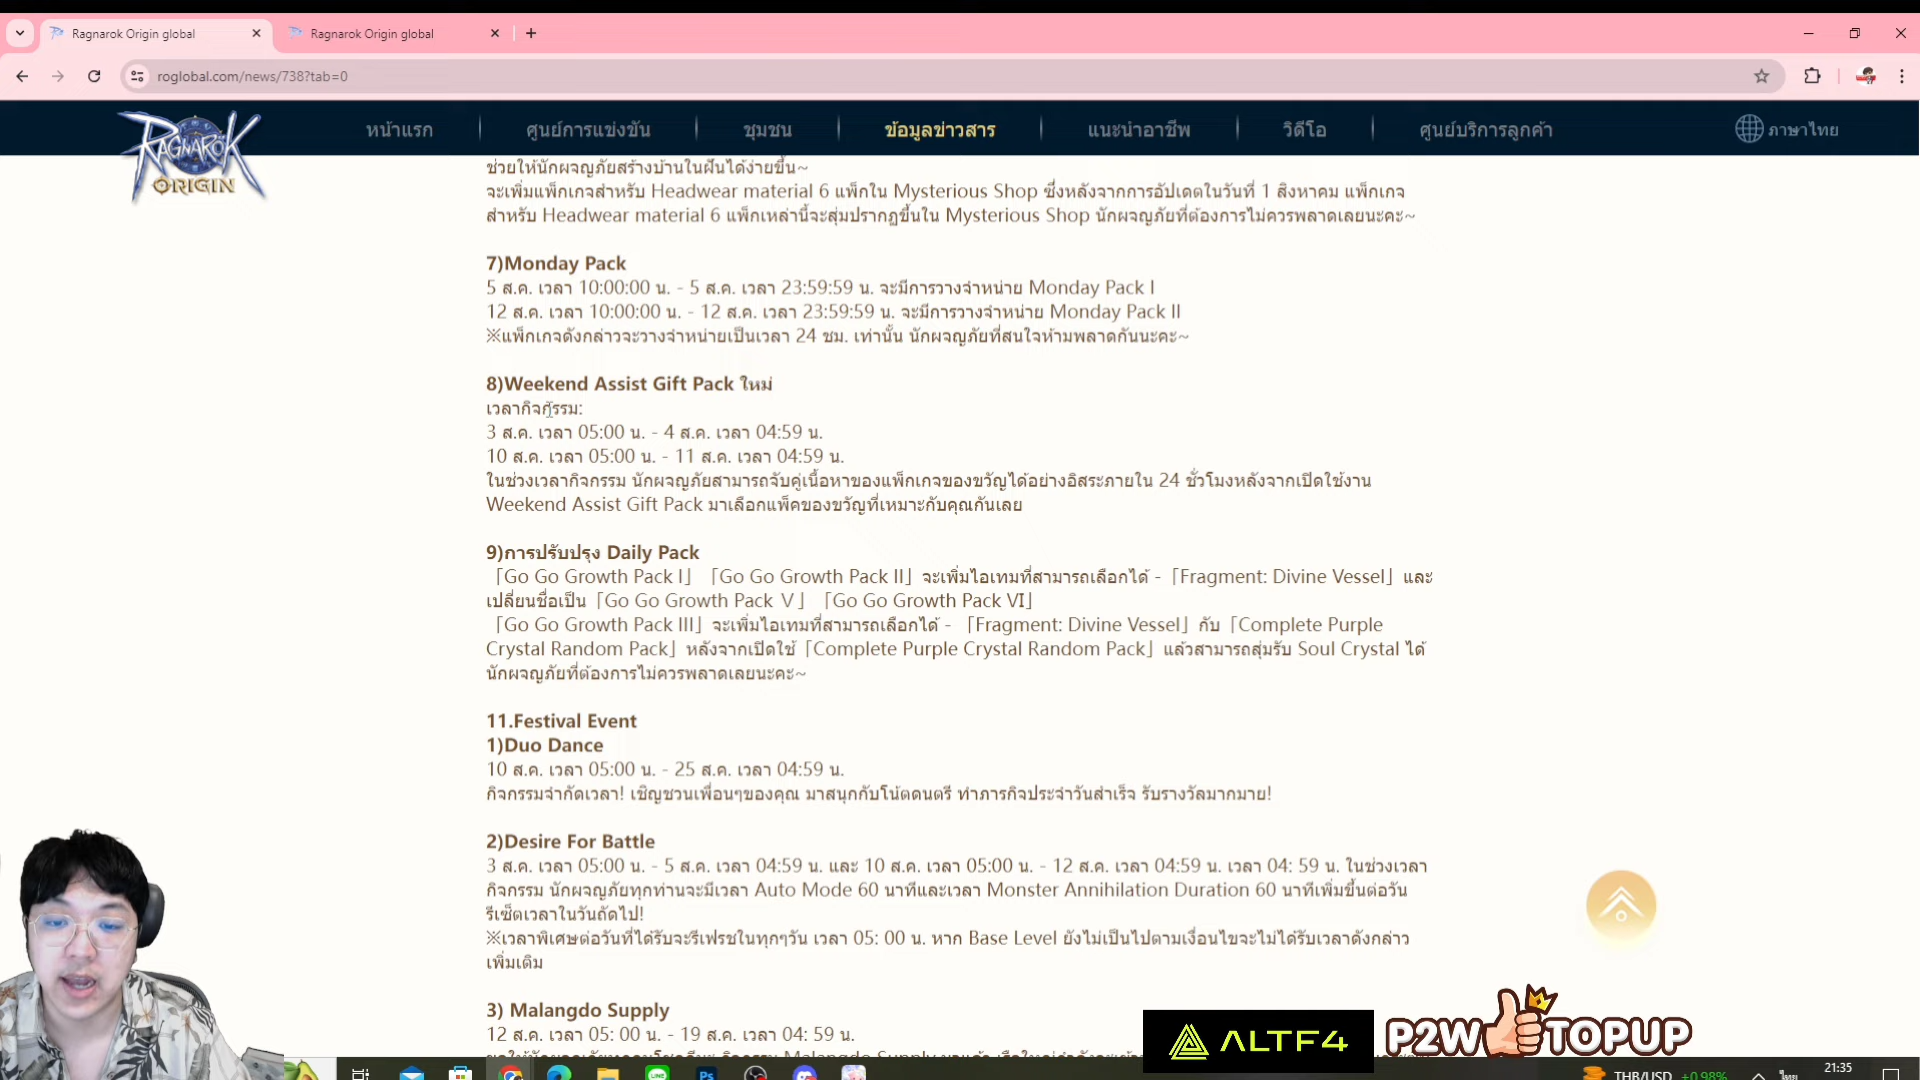 Ragnarok Origin global
Ragnarok Origin global
roglobal.com/news/738?tab=0
RAGNAROK
ORIGIN
หน้าแรก
ศูนย์การแข่งขัน
ชุมชน
ข้อมูลข่าวสาร
แนะนำอาชีพ
วิดีโอ
ศูนย์บริการลูกค้า
ภาษาไทย
ช่วยให้นักผจญภัยสร้างบ้านในฝันได้ง่ายขึ้น~
จะเพิ่มแพ็กเกจสำหรับ Headwear material 6 แพ็กใน Mysterious Shop ซึ่งหลังจากการอัปเดตในวันที่ 1 สิงหาคม แพ็กเกจ
สำหรับ Headwear material 6 แพ็กเหล่านี้จะสุ่มปรากฏขึ้นใน Mysterious Shop นักผจญภัยที่ต้องการไม่ควรพลาดเลยนะคะ~
7)Monday Pack
5 ส.ค. เวลา 10:00:00 น. - 5 ส.ค. เวลา 23:59:59 น. จะมีการวางจำหน่าย Monday Pack I
12 ส.ค. เวลา 10:00:00 น. - 12 ส.ค. เวลา 23:59:59 น. จะมีการวางจำหน่าย Monday Pack II
※แพ็กเกจดังกล่าวจะวางจำหน่ายเป็นเวลา 24 ชม. เท่านั้น นักผจญภัยที่สนใจห้ามพลาดกันนะคะ~
8)Weekend Assist Gift Pack ใหม่
เวลากิจกรรม:
3 ส.ค. เวลา 05:00 น. - 4 ส.ค. เวลา 04:59 น.
10 ส.ค. เวลา 05:00 น. - 11 ส.ค. เวลา 04:59 น.
ในช่วงเวลากิจกรรม นักผจญภัยสามารถจับคู่เนื้อหาของแพ็กเกจของขวัญได้อย่างอิสระภายใน 24 ชั่วโมงหลังจากเปิดใช้งาน
Weekend Assist Gift Pack มาเลือกแพ็คของขวัญที่เหมาะกับคุณกันเลย
9)การปรับปรุง Daily Pack
「Go Go Growth Pack I」「Go Go Growth Pack II」จะเพิ่มไอเทมที่สามารถเลือกได้ -「Fragment: Divine Vessel」และ
เปลี่ยนชื่อเป็น「Go Go Growth Pack Ⅴ」「Go Go Growth Pack VI」
「Go Go Growth Pack III」จะเพิ่มไอเทมที่สามารถเลือกได้ - 「Fragment: Divine Vessel」กับ「Complete Purple
Crystal Random Pack」หลังจากเปิดใช้「Complete Purple Crystal Random Pack」แล้วสามารถสุ่มรับ Soul Crystal ได้
นักผจญภัยที่ต้องการไม่ควรพลาดเลยนะคะ~
11.Festival Event
1)Duo Dance
10 ส.ค. เวลา 05:00 น. - 25 ส.ค. เวลา 04:59 น.
กิจกรรมจำกัดเวลา! เชิญชวนเพื่อนๆของคุณ มาสนุกกับโน้ตดนตรี ทำภารกิจประจำวันสำเร็จ รับรางวัลมากมาย!
2)Desire For Battle
3 ส.ค. เวลา 05:00 น. - 5 ส.ค. เวลา 04:59 น. และ 10 ส.ค. เวลา 05:00 น. - 12 ส.ค. เวลา 04:59 น. เวลา 04: 59 น. ในช่วงเวลา
กิจกรรม นักผจญภัยทุกท่านจะมีเวลา Auto Mode 60 นาทีและเวลา Monster Annihilation Duration 60 นาทีเพิ่มขึ้นต่อวัน
รีเซ็ตเวลาในวันถัดไป!
※เวลาพิเศษต่อวันที่ได้รับจะรีเฟรชในทุกๆวัน เวลา 05: 00 น. หาก Base Level ยังไม่เป็นไปตามเงื่อนไขจะไม่ได้รับเวลาดังกล่าว
เพิ่มเติม
3) Malangdo Supply
12 ส.ค. เวลา 05: 00 น. - 19 ส.ค. เวลา 04: 59 น.
ALTF4
P2W TOPUP
THB/USD +0.98%
ไทย
21:35